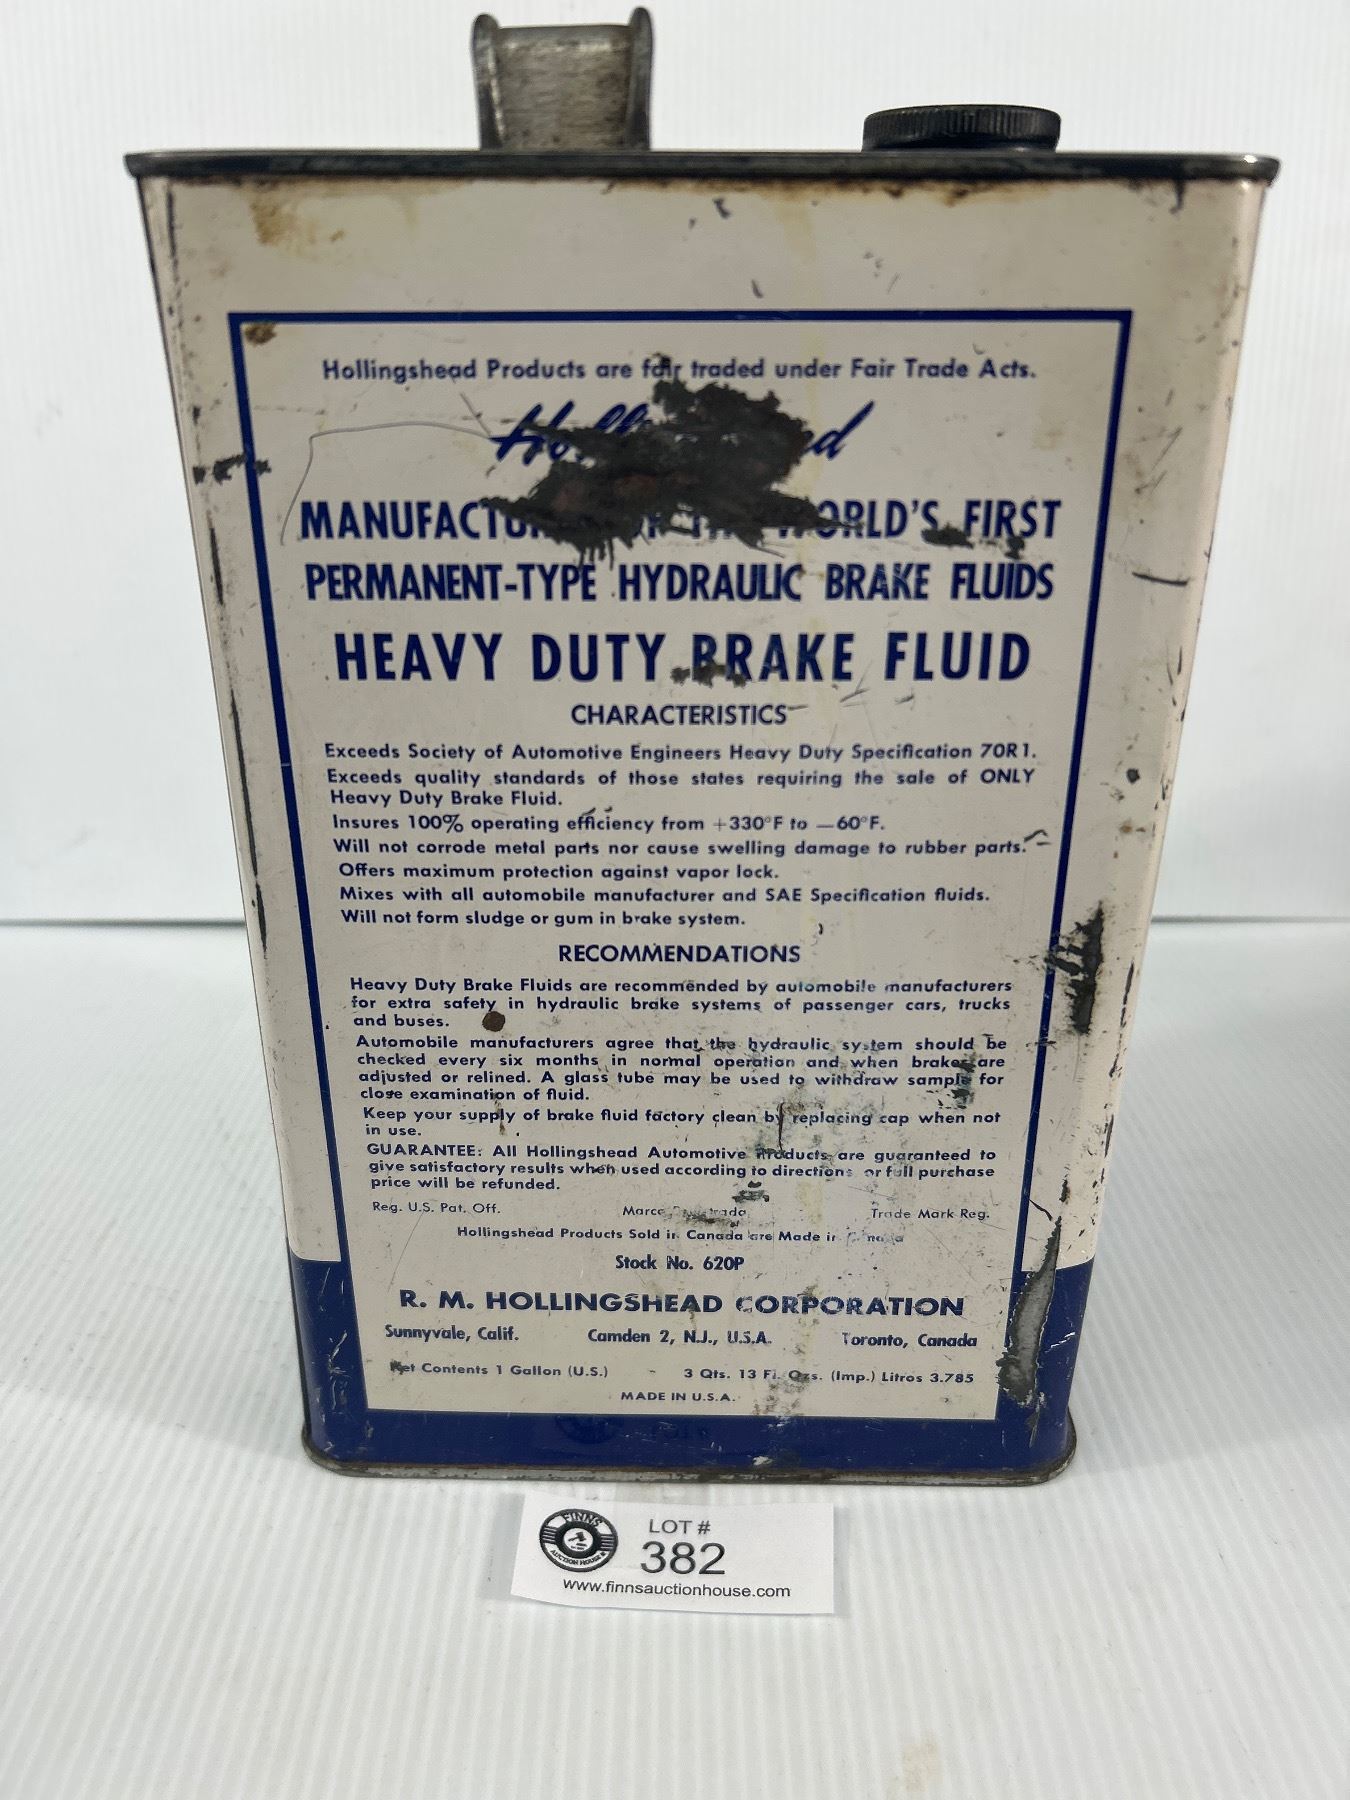 Hollingshead Products are fair traded under Fair Trade Acts.
MANUFACTU THE WORLD'S FIRST
PERMANENT-TYPE HYDRAULIC BRAKE FLUIDS
HEAVY DUTY BRAKE FLUID
CHARACTERISTICS
Exceeds Society of Automotive Engineers Heavy Duty Specification 70R1.
Exceeds quality standards of those states requiring the sale of ONLY
Heavy Duty Brake Fluid.
Insures 100% operating efficiency from +330°F to —60°F.
Will not corrode metal parts nor cause swelling damage to rubber parts.
Offers maximum protection against vapor lock.
Mixes with all automobile manufacturer and SAE Specification fluids.
Will not form sludge or gum in brake system.
RECOMMENDATIONS
Heavy Duty Brake Fluids are recommended by automobile manufacturers
for extra safety in hydraulic brake systems of passenger cars, trucks
and buses.
Automobile manufacturers agree that the hydraulic system should be
checked every six months in normal operation and when brakes are
adjusted or relined. A glass tube may be used to withdraw sample for
close examination of fluid.
Keep your supply of brake fluid factory clean by replacing cap when not
in use.
GUARANTEE: All Hollingshead Automotive Products are guaranteed to
give satisfactory results when used according to directions or full purchase
price will be refunded.
Reg. U.S. Pat. Off. Marca Trade Mark Reg.
Hollingshead Products Sold in Canada are Made in Canada
Stock No. 620P
R. M. HOLLINGSHEAD CORPORATION
Sunnyvale, Calif. Camden 2, N.J., U.S.A. Toronto, Canada
Net Contents 1 Gallon (U.S.) - 3 Qts. 13 Fl. Ozs. (Imp.) Litros 3.785
MADE IN U.S.A.
FINNS
AUCTION HOUSE
LOT #
382
www.finnsauctionhouse.com